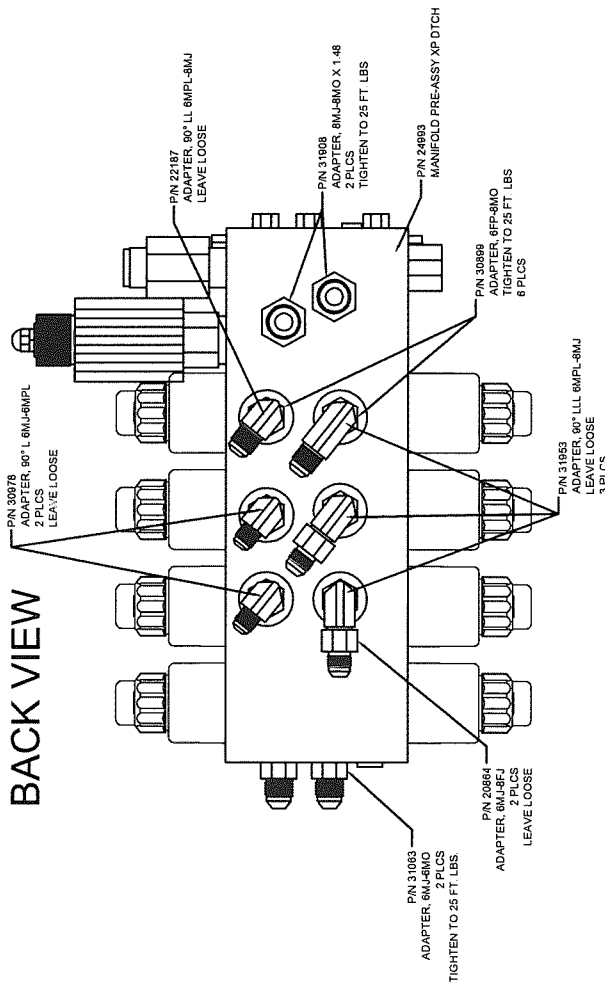 BACK VIEW
P/N 30978
ADAPTER, 90° L 6MJ-6MPL
2 PLCS
LEAVE LOOSE
P/N 22187
ADAPTER, 90° LL 6MPL-8MJ
LEAVE LOOSE
P/N 31908
ADAPTER, 8MJ-8MO X 1.48
2 PLCS
TIGHTEN TO 25 FT. LBS
P/N 24993
MANIFOLD PRE-ASSY XP DTCH
P/N 30899
ADAPTER, 6FP-8MO
TIGHTEN TO 25 FT. LBS
6 PLCS
P/N 31953
ADAPTER, 90° LLL 6MPL-8MJ
LEAVE LOOSE
3 PLCS
P/N 20864
ADAPTER, 6MJ-8FJ
2 PLCS
LEAVE LOOSE
P/N 31063
ADAPTER, 6MJ-6MO
2 PLCS
TIGHTEN TO 25 FT. LBS.